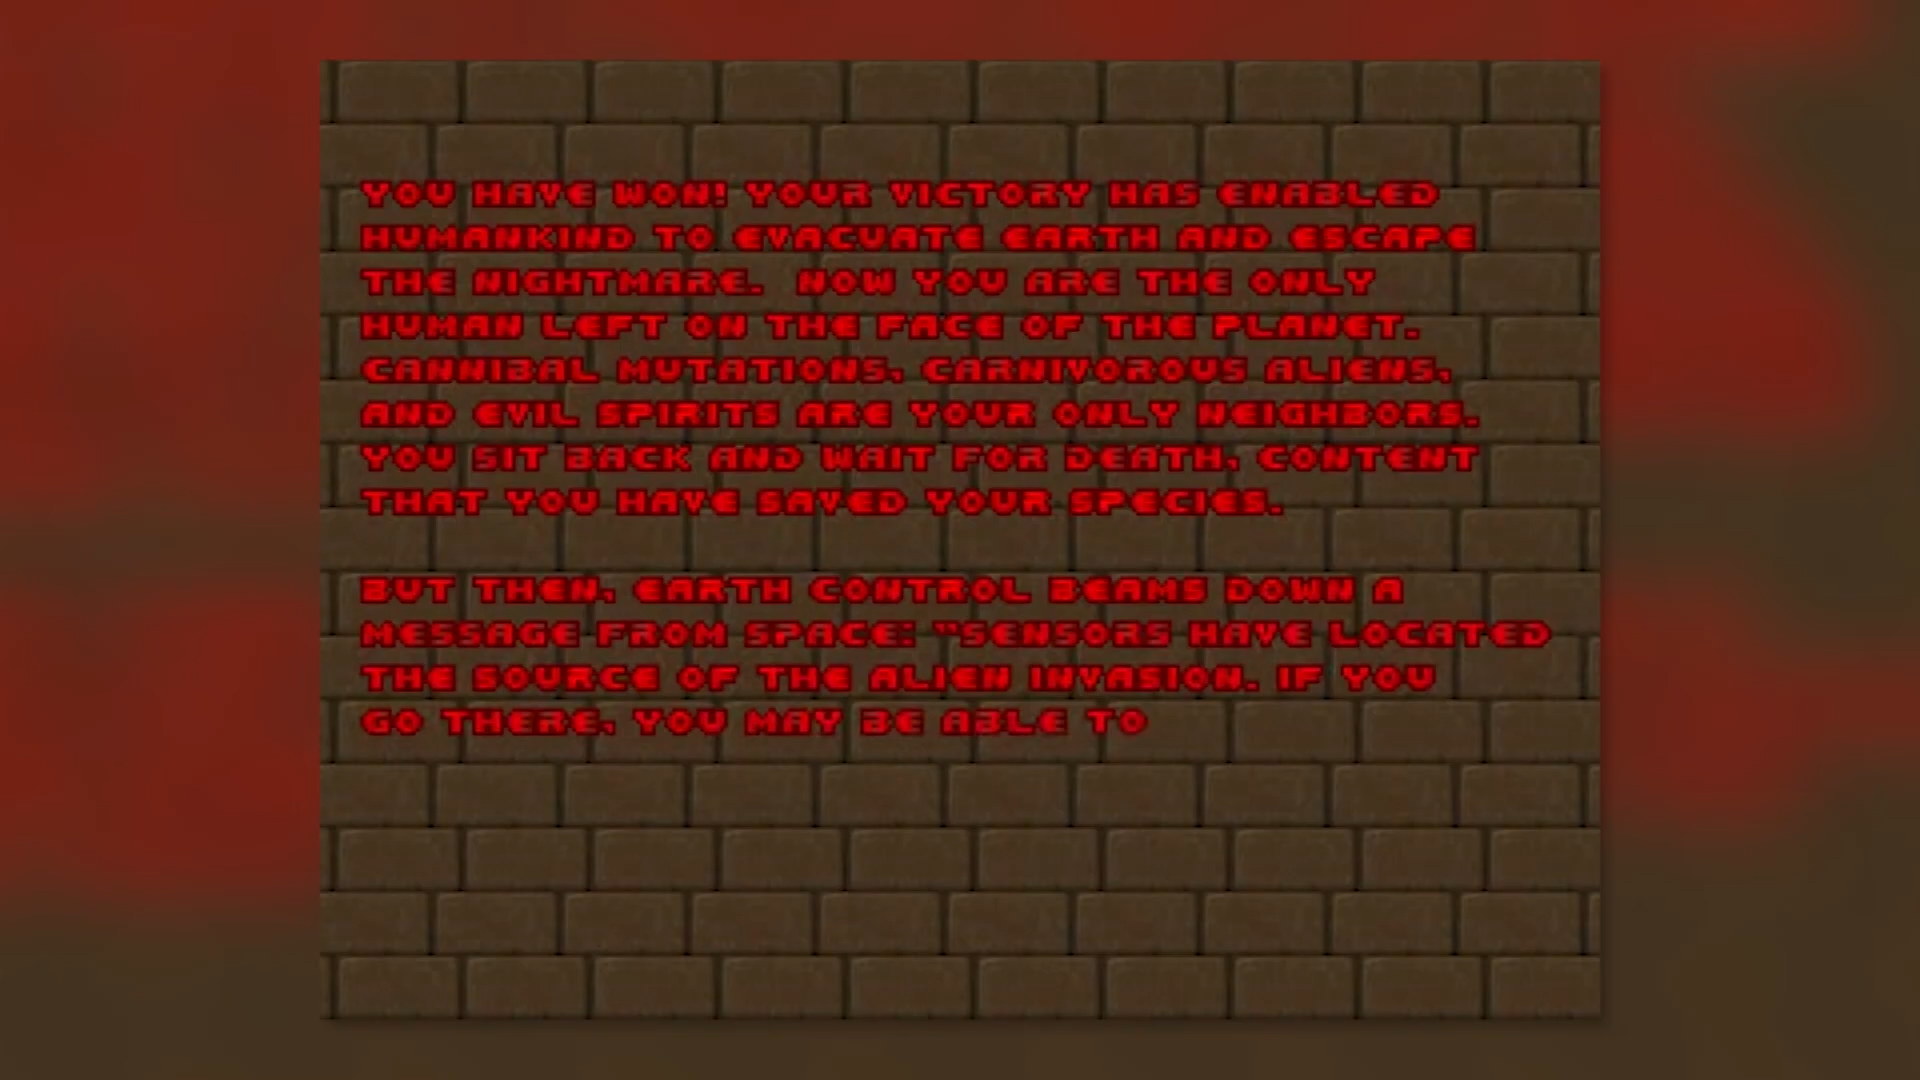 YOU HAVE WON! YOUR VICTORY HAS ENABLED
HUMANKIND TO EVACUATE EARTH AND ESCAPE
THE NIGHTMARE.  NOW YOU ARE THE ONLY
HUMAN LEFT ON THE FACE OF THE PLANET.
CANNIBAL MUTATIONS, CARNIVOROUS ALIENS,
AND EVIL SPIRITS ARE YOUR ONLY NEIGHBORS.
YOU SIT BACK AND WAIT FOR DEATH, CONTENT
THAT YOU HAVE SAVED YOUR SPECIES.

BUT THEN, EARTH CONTROL BEAMS DOWN A
MESSAGE FROM SPACE: "SENSORS HAVE LOCATED
THE SOURCE OF THE ALIEN INVASION. IF YOU
GO THERE, YOU MAY BE ABLE TO